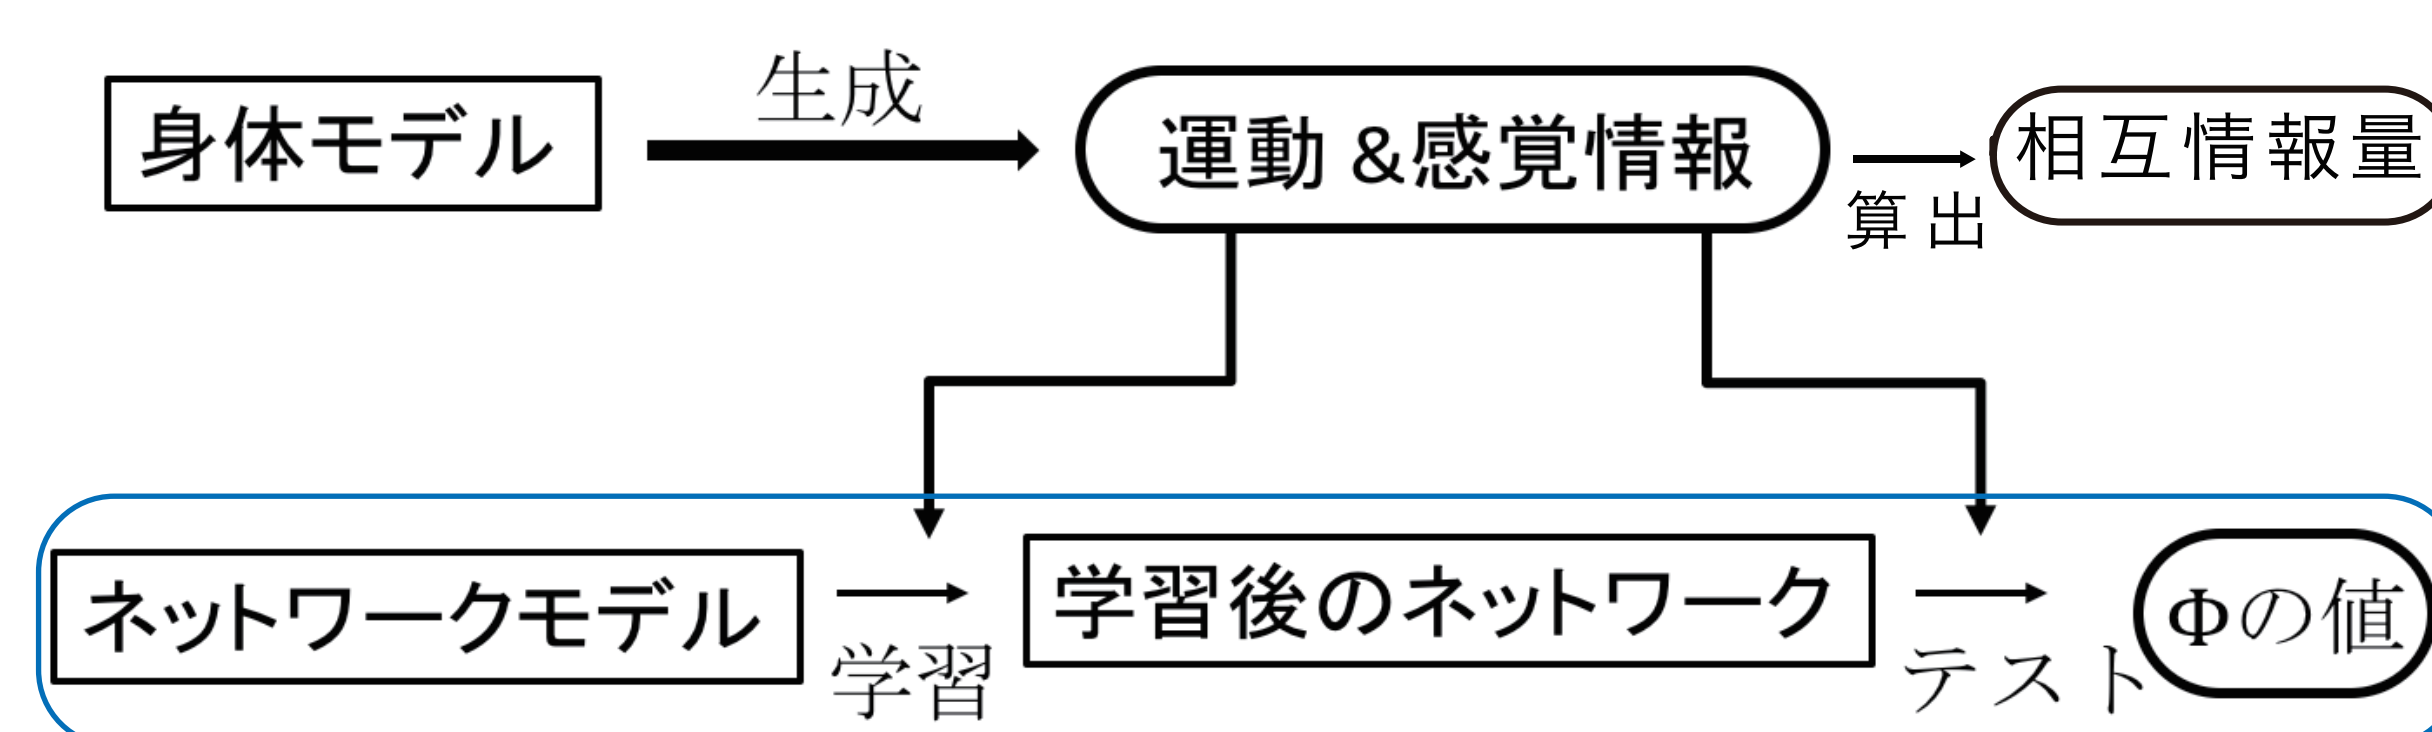 生成
身体モデル
運動 &感覚情報
相互情報量
算出
ネットワークモデル
学習後のネットワーク
Φの値
学習
テスト